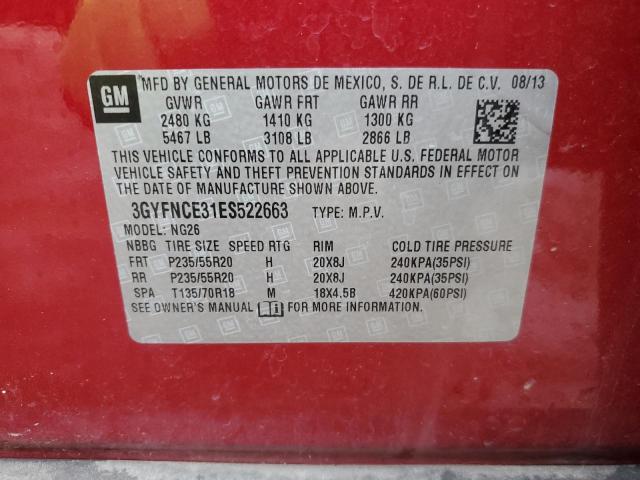 GM MFD BY GENERAL MOTORS DE MEXICO, S. DE R.L. DE C.V. 08/13
GVWR GAWR FRT GAWR RR
2480 KG 1410 KG 1300 KG
5467 LB 3108 LB 2866 LB
THIS VEHICLE CONFORMS TO ALL APPLICABLE U.S. FEDERAL MOTOR
VEHICLE SAFETY AND THEFT PREVENTION STANDARDS IN EFFECT ON
THE DATE OF MANUFACTURE SHOWN ABOVE.
3GYFNCE31ES522663 TYPE: M.P.V.
MODEL: NG26
NBBG TIRE SIZE SPEED RTG RIM COLD TIRE PRESSURE
FRT P235/55R20 H 20X8J 240KPA(35PSI)
RR P235/55R20 H 20X8J 240KPA(35PSI)
SPA T135/70R18 M 18X4.5B 420KPA(60PSI)
SEE OWNER'S MANUAL FOR MORE INFORMATION.